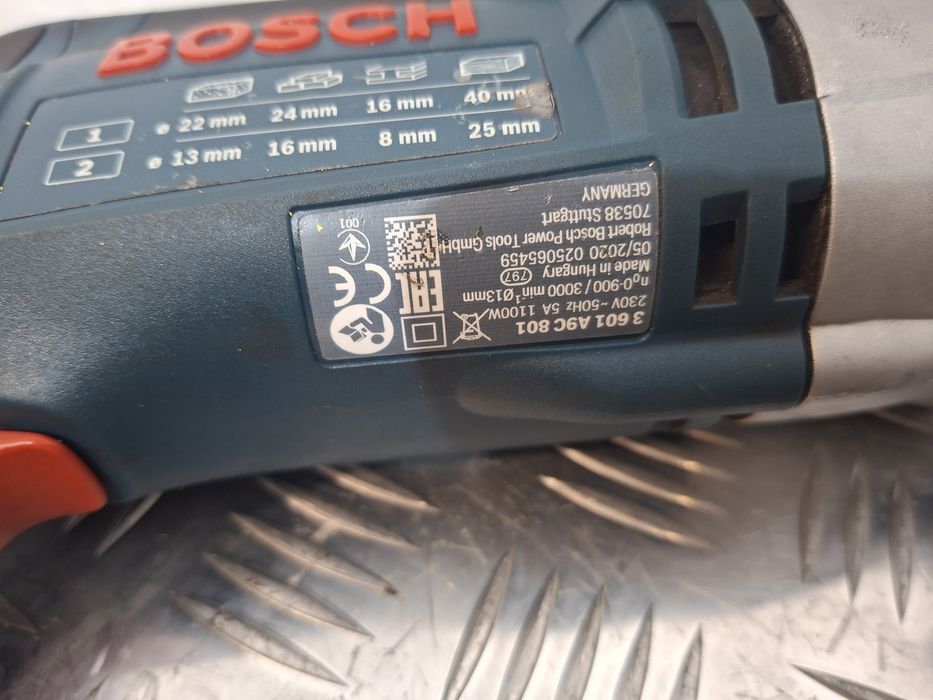 BOSCH
1 ø 22 mm 24 mm 16 mm 40 mm
2 ø 13 mm 16 mm 8 mm 25 mm
3 601 A9C 801
230V ~ 50Hz 5A 1100W
n₀0-900 / 3000 min⁻¹ Ø13mm
Made in Hungary 797
05/2020 025065459
Robert Bosch Power Tools GmbH
70538 Stuttgart
GERMANY
EAC
CE
/ 001